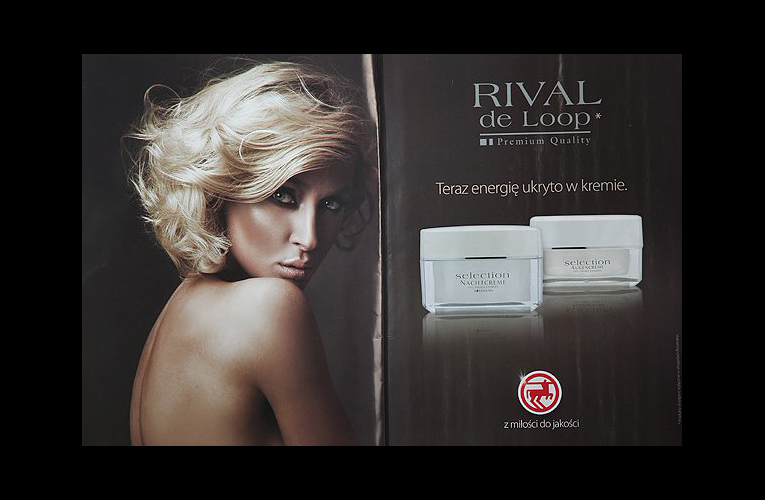 RIVAL
de Loop*
Premium Quality
Teraz energię ukryto w kremie.
selection
NACHTCREME
selection
AUGENCREME
z miłości do jakości